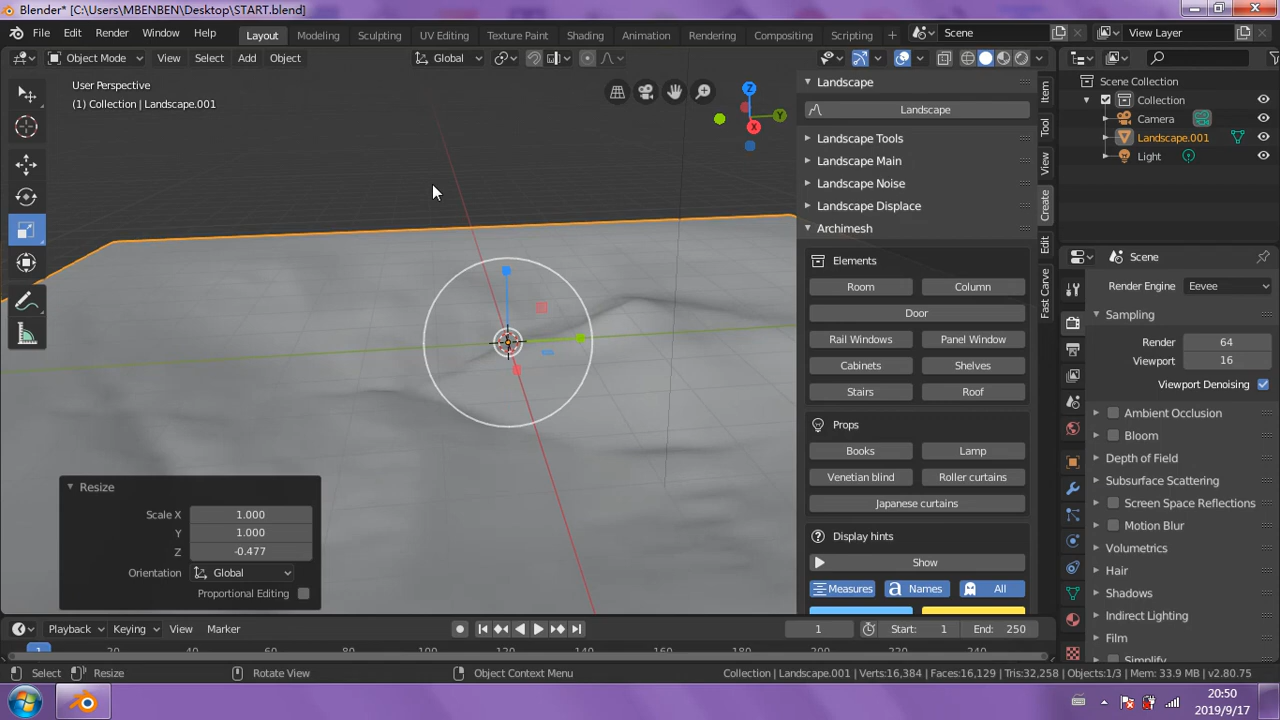 Blender* [C:\Users\MBENBEN\Desktop\START.blend]
File Edit Render Window Help Layout Modeling Sculpting UV Editing Texture Paint Shading Animation Rendering Compositing Scripting Scene View Layer
Object Mode View Select Add Object Global
User Perspective
(1) Collection | Landscape.001
Z
Y
X
Landscape
Landscape
Landscape Tools
Landscape Main
Landscape Noise
Landscape Displace
Archimesh
Elements
Room Column
Door
Rail Windows Panel Window
Cabinets Shelves
Stairs Roof
Props
Books Lamp
Venetian blind Roller curtains
Japanese curtains
Display hints
Show
Measures Names All
Item
Tool
View
Create
Edit
Fast Carve
Scene Collection
Collection
Camera
Landscape.001
Light
Scene
Render Engine Eevee
Sampling
Render 64
Viewport 16
Viewport Denoising
Ambient Occlusion
Bloom
Depth of Field
Subsurface Scattering
Screen Space Reflections
Motion Blur
Volumetrics
Hair
Shadows
Indirect Lighting
Film
Simplify
Resize
Scale X 1.000
Y 1.000
Z -0.477
Orientation Global
Proportional Editing
Playback Keying View Marker 1 Start: 1 End: 250
1 20 40 60 80 100 120 140 160 180 200 220 240
Select Resize Rotate View Object Context Menu Collection | Landscape.001 | Verts:16,384 | Faces:16,129 | Tris:32,258 | Objects:1/3 | Mem: 33.9 MB | v2.80.75
20:50
2019/9/17